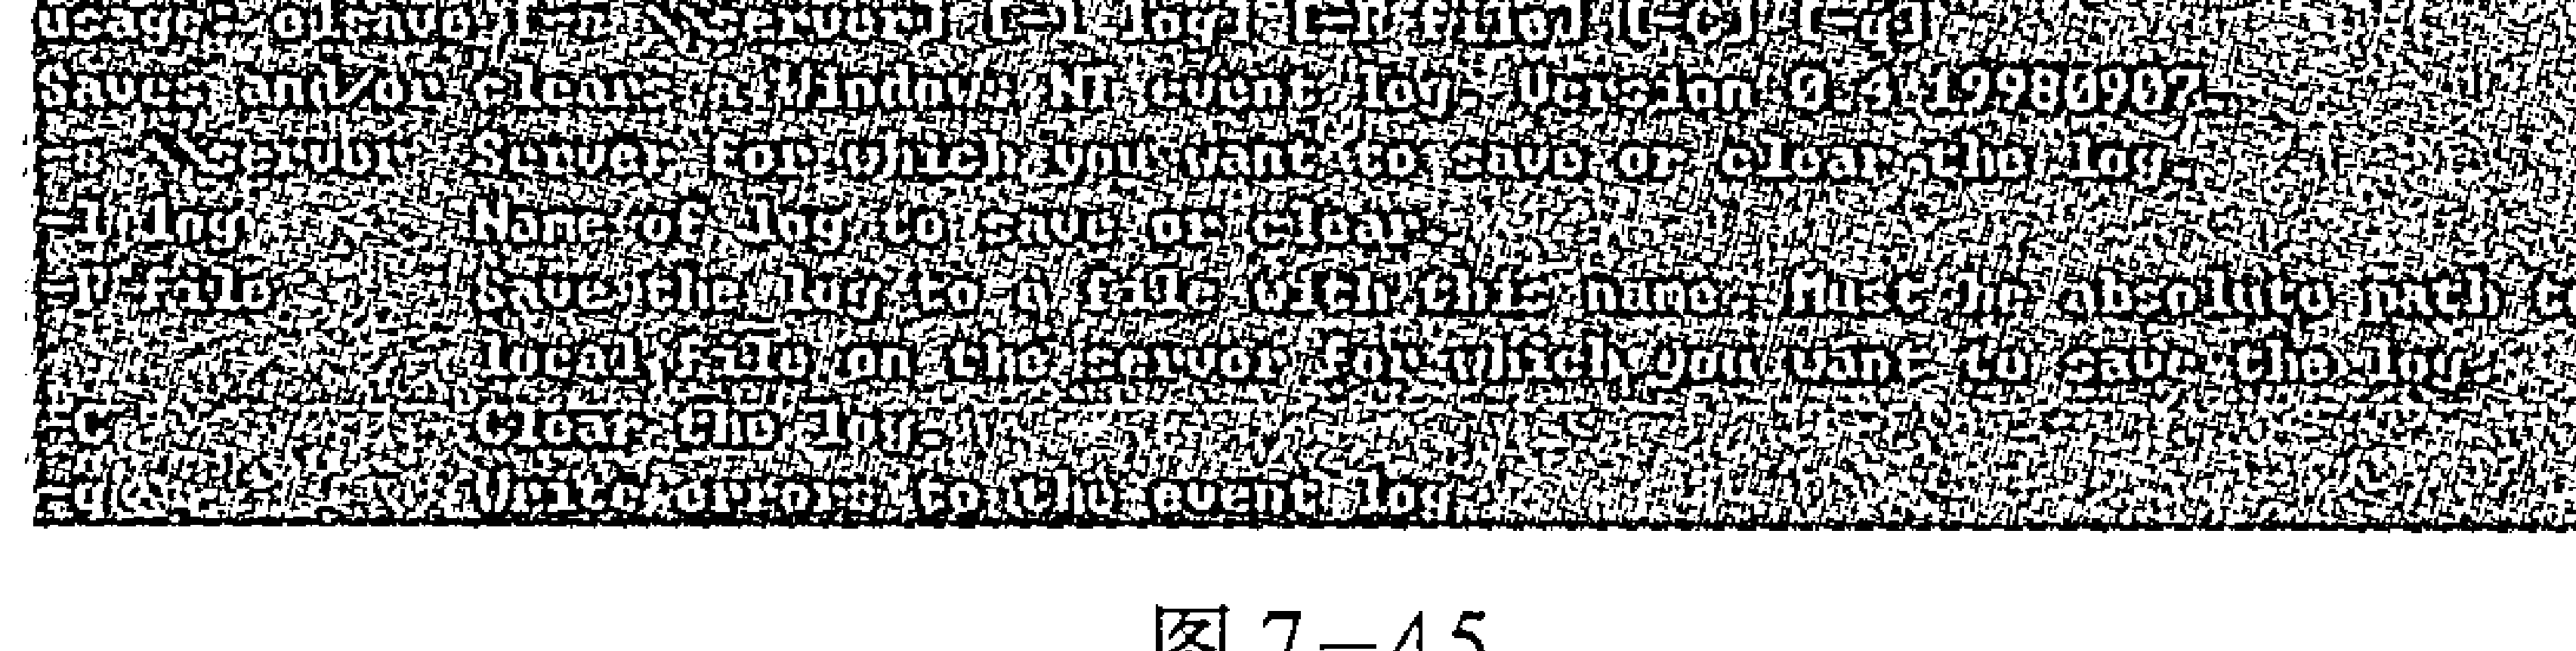 usage: elsave [-s \\server] [-l log] [-F file] [-C] [-q]
Saves and/or clears a Windows NT event log. Version 0.4 19980907.
-s \\server Server for which you want to save or clear the log.
-l log Name of log to save or clear.
-F file Save the log to a file with this name. Must be absolute path t
local file on the server for which you want to save the log.
-C Clear the log.
-q Write errors to the event log
图 7-45